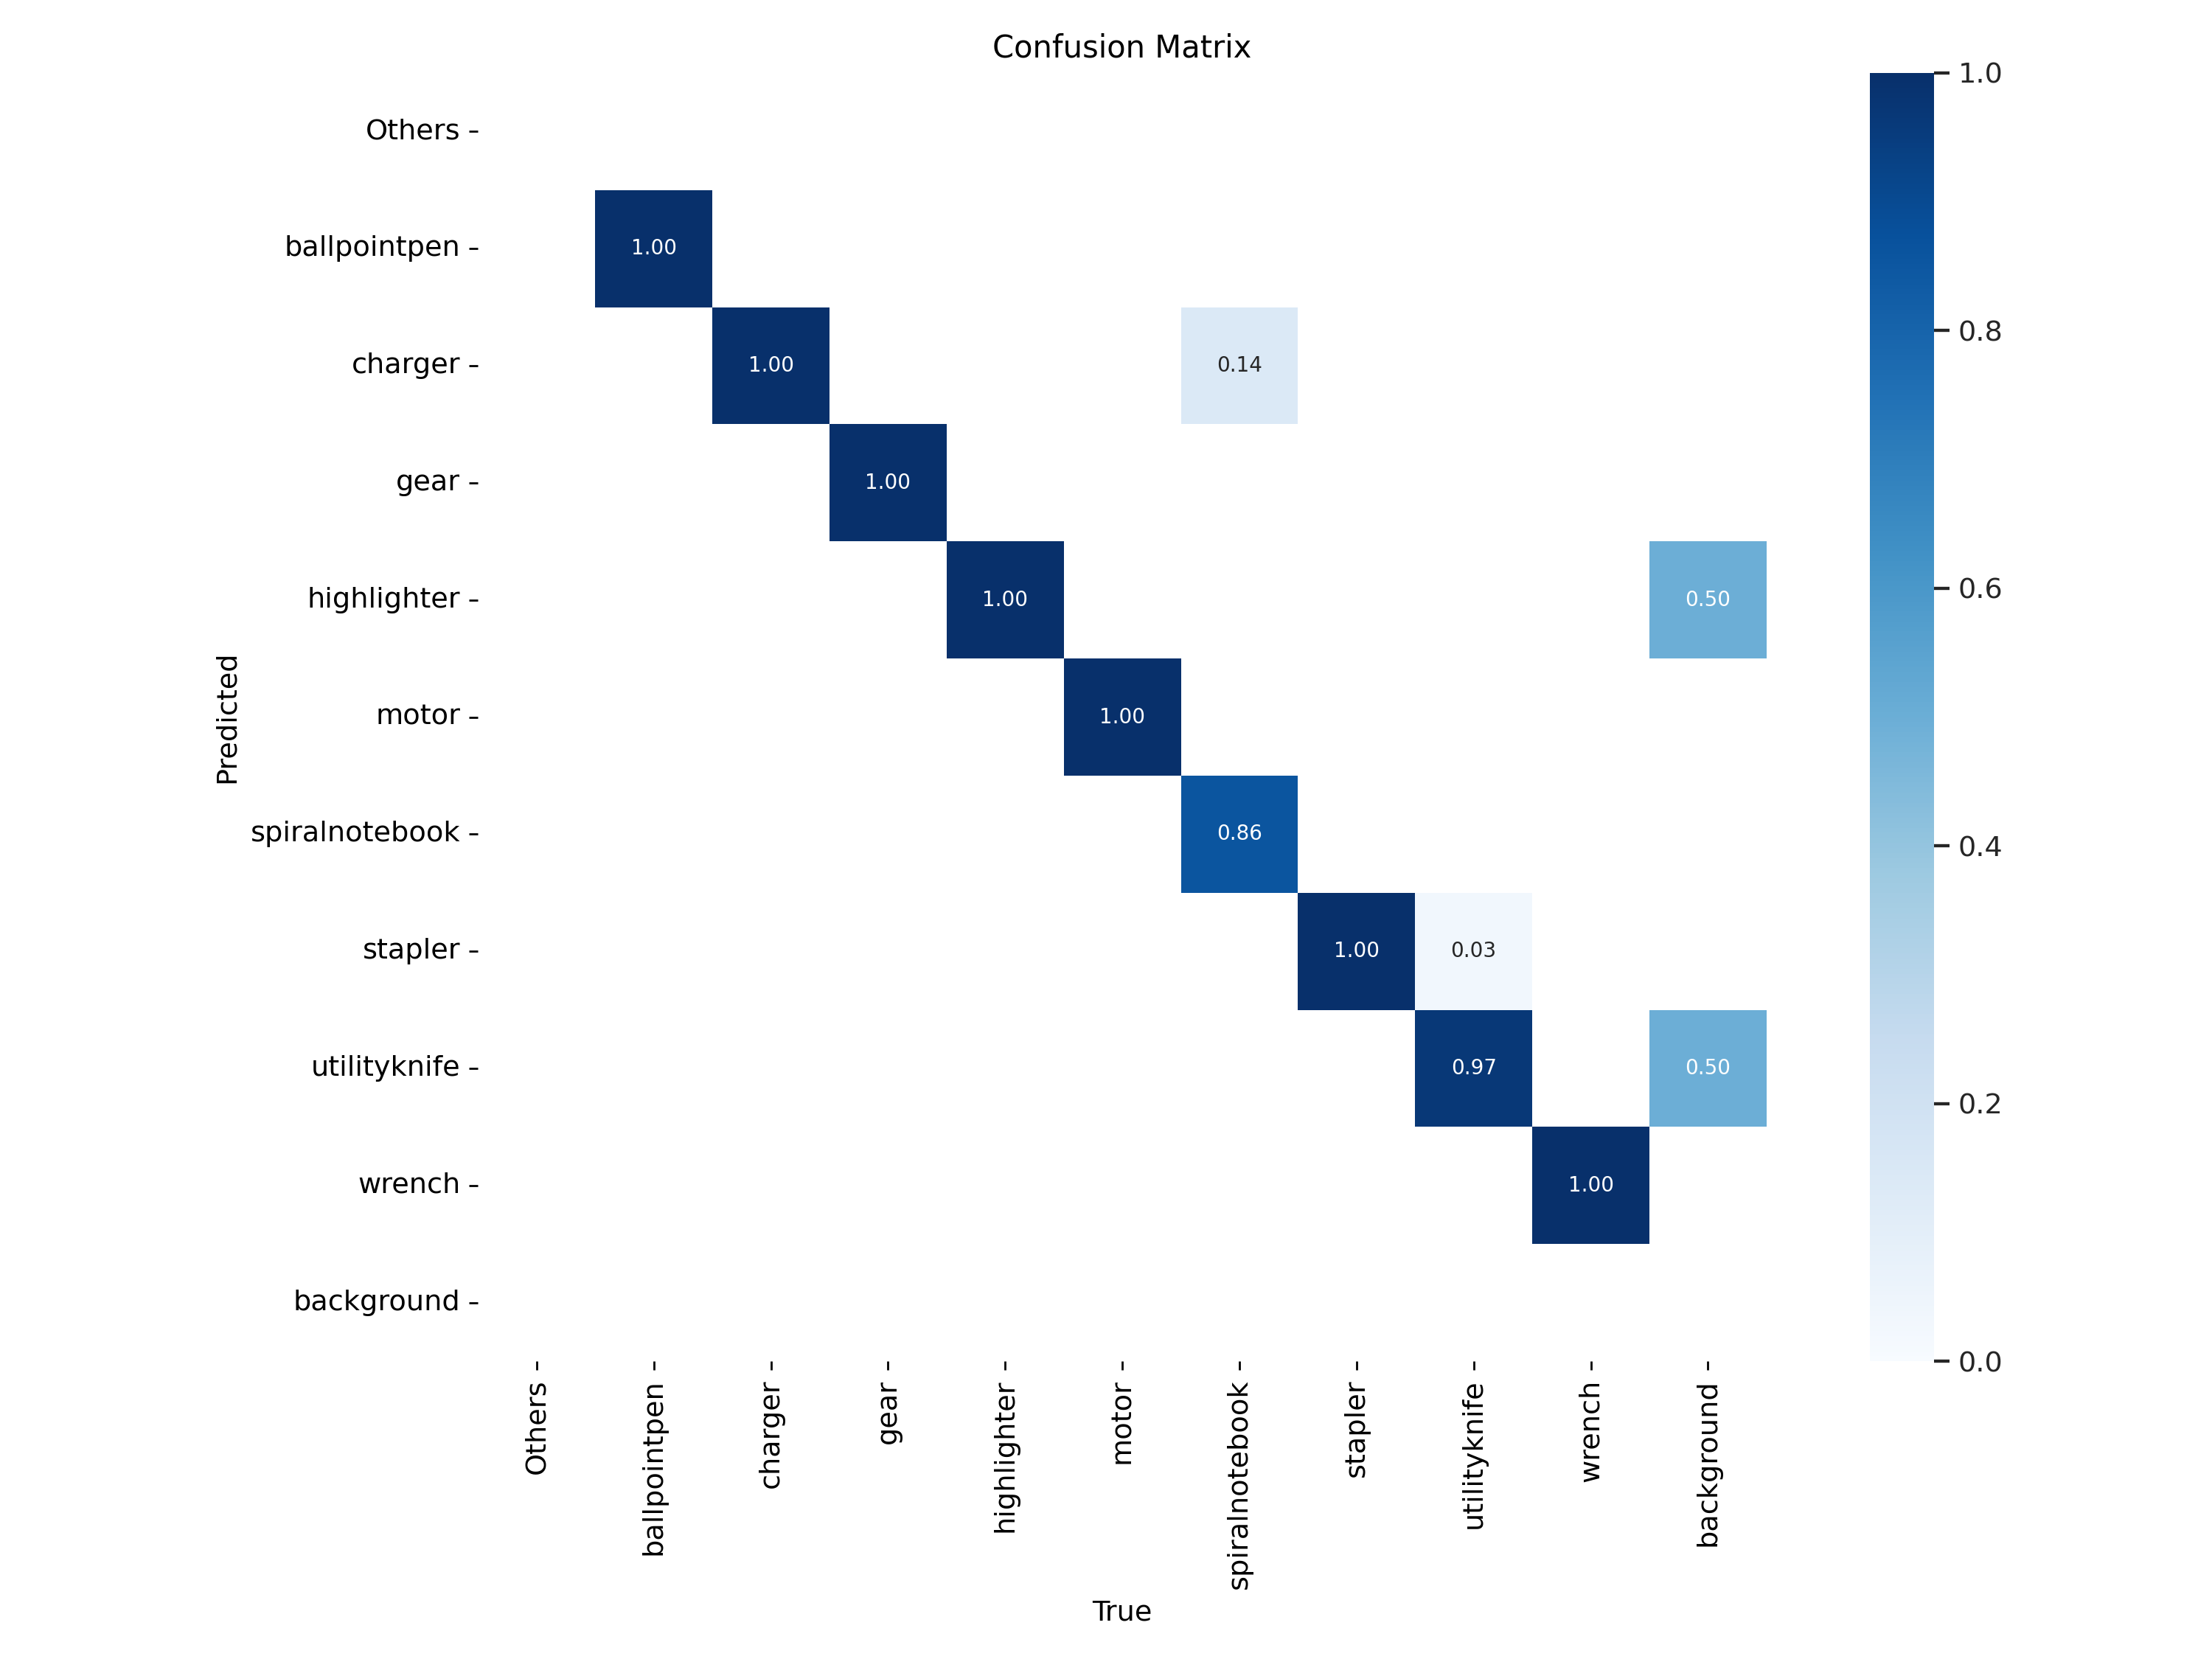 Confusion Matrix
Others
ballpointpen
1.00
charger
1.00 0.14
gear
1.00
highlighter
1.00 0.50
motor
1.00
spiralnotebook
0.86
stapler
1.00 0.03
utilityknife
0.97 0.50
wrench
1.00
background
Predicted
Others
ballpointpen
charger
gear
highlighter
motor
spiralnotebook
stapler
utilityknife
wrench
background
True
1.0
0.8
0.6
0.4
0.2
0.0